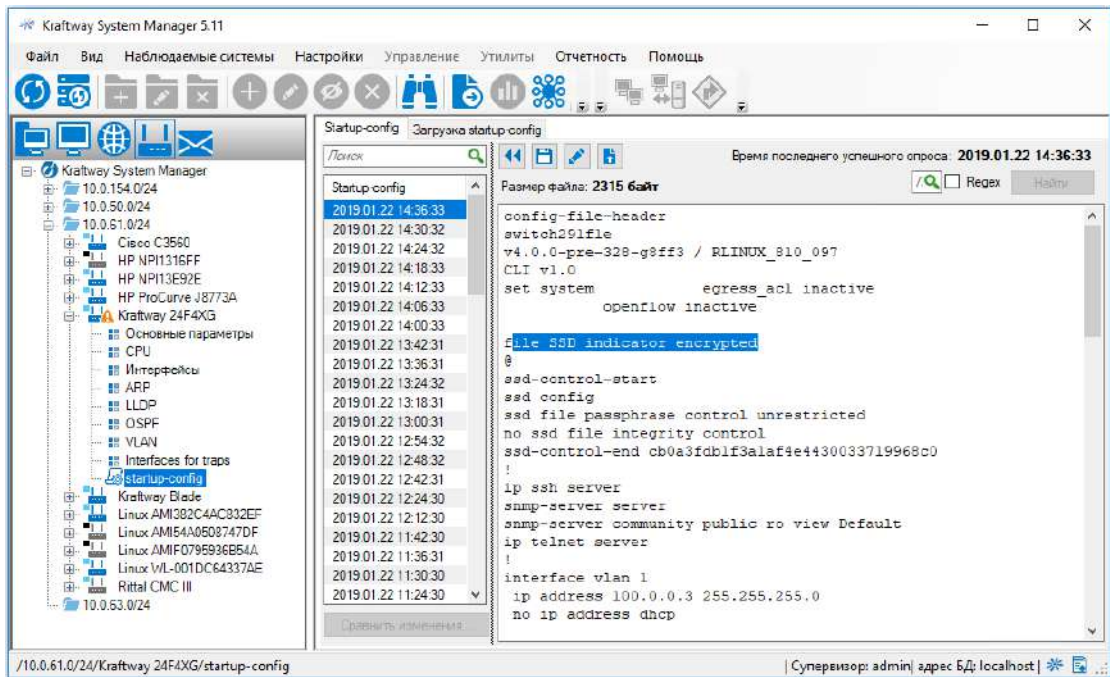 Kraftway System Manager 5.11
Файл Вид Наблюдаемые системы Настройки Управление Утилиты Отчетность Помощь
Kraftway System Manager
10.0.154.0/24
10.0.50.0/24
10.0.61.0/24
Cisco C3560
HP NPI1316FF
HP NPI13E92E
HP ProCurve J8773A
Kraftway 24F4XG
Основные параметры
CPU
Интерфейсы
ARP
LLDP
OSPF
VLAN
Interfaces for traps
startup-config
Kraftway Blade
Linux AMI382C4AC832EF
Linux AMI54A0508747DF
Linux AMIF0795936B54A
Linux WL-001DC64337AE
Rittal CMC III
10.0.63.0/24
Startup-config Загрузка startup-config
Поиск
Startup config
2019.01.22 14:36:33
2019.01.22 14:30:32
2019.01.22 14:24:32
2019.01.22 14:18:33
2019.01.22 14:12:33
2019.01.22 14:06:33
2019.01.22 14:00:33
2019.01.22 13:42:31
2019.01.22 13:36:31
2019.01.22 13:24:32
2019.01.22 13:18:31
2019.01.22 13:00:31
2019.01.22 12:54:32
2019.01.22 12:48:32
2019.01.22 12:42:31
2019.01.22 12:24:30
2019.01.22 12:12:30
2019.01.22 11:42:30
2019.01.22 11:36:31
2019.01.22 11:30:30
2019.01.22 11:24:30
Сравнить изменения...
Время последнего успешного опроса: 2019.01.22 14:36:33
Размер файла: 2315 байт
Regex Найти
config-file-header
switch291f1e
v4.0.0-pre-328-g8ff3 / RLINUX_810_097
CLI v1.0
set system egress_acl inactive
openflow inactive
file SSD indicator encrypted
@
ssd-control-start
ssd config
ssd file passphrase control unrestricted
no ssd file integrity control
ssd-control-end cb0a3fdb1f3a1af4e4430033719968c0
!
ip ssh server
snmp-server server
snmp-server community public ro view Default
ip telnet server
!
interface vlan 1
ip address 100.0.0.3 255.255.255.0
no ip address dhcp
/10.0.61.0/24/Kraftway 24F4XG/startup-config
| Супервизор: admin| адрес БД: localhost |